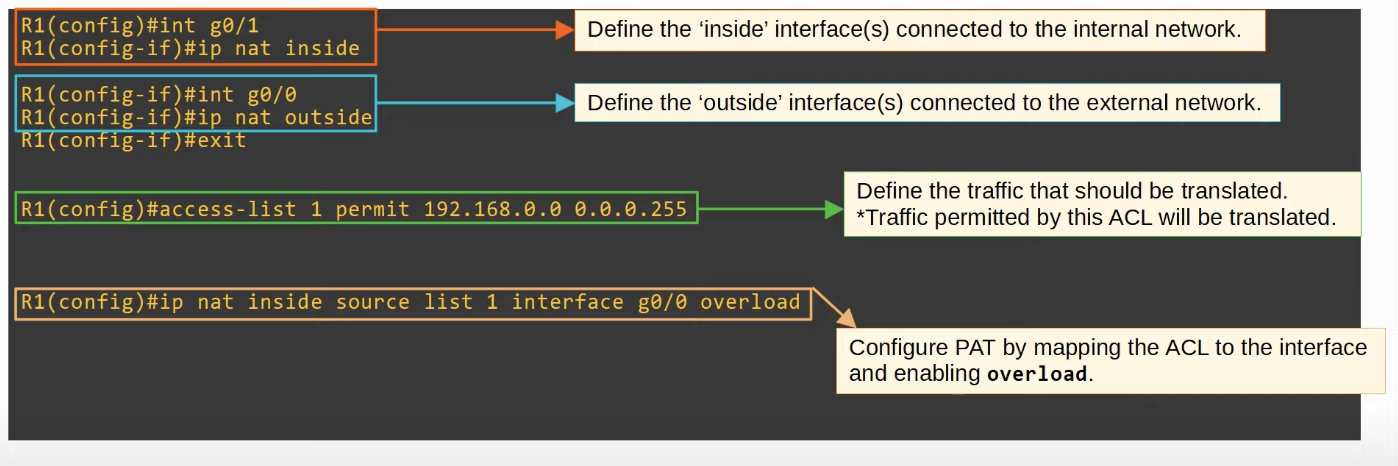 R1(config)#int g0/1
R1(config-if)#ip nat inside
Define the ‘inside’ interface(s) connected to the internal network.
R1(config-if)#int g0/0
R1(config-if)#ip nat outside
R1(config-if)#exit
Define the ‘outside’ interface(s) connected to the external network.
R1(config)#access-list 1 permit 192.168.0.0 0.0.0.255
Define the traffic that should be translated.
*Traffic permitted by this ACL will be translated.
R1(config)#ip nat inside source list 1 interface g0/0 overload
Configure PAT by mapping the ACL to the interface
and enabling overload.